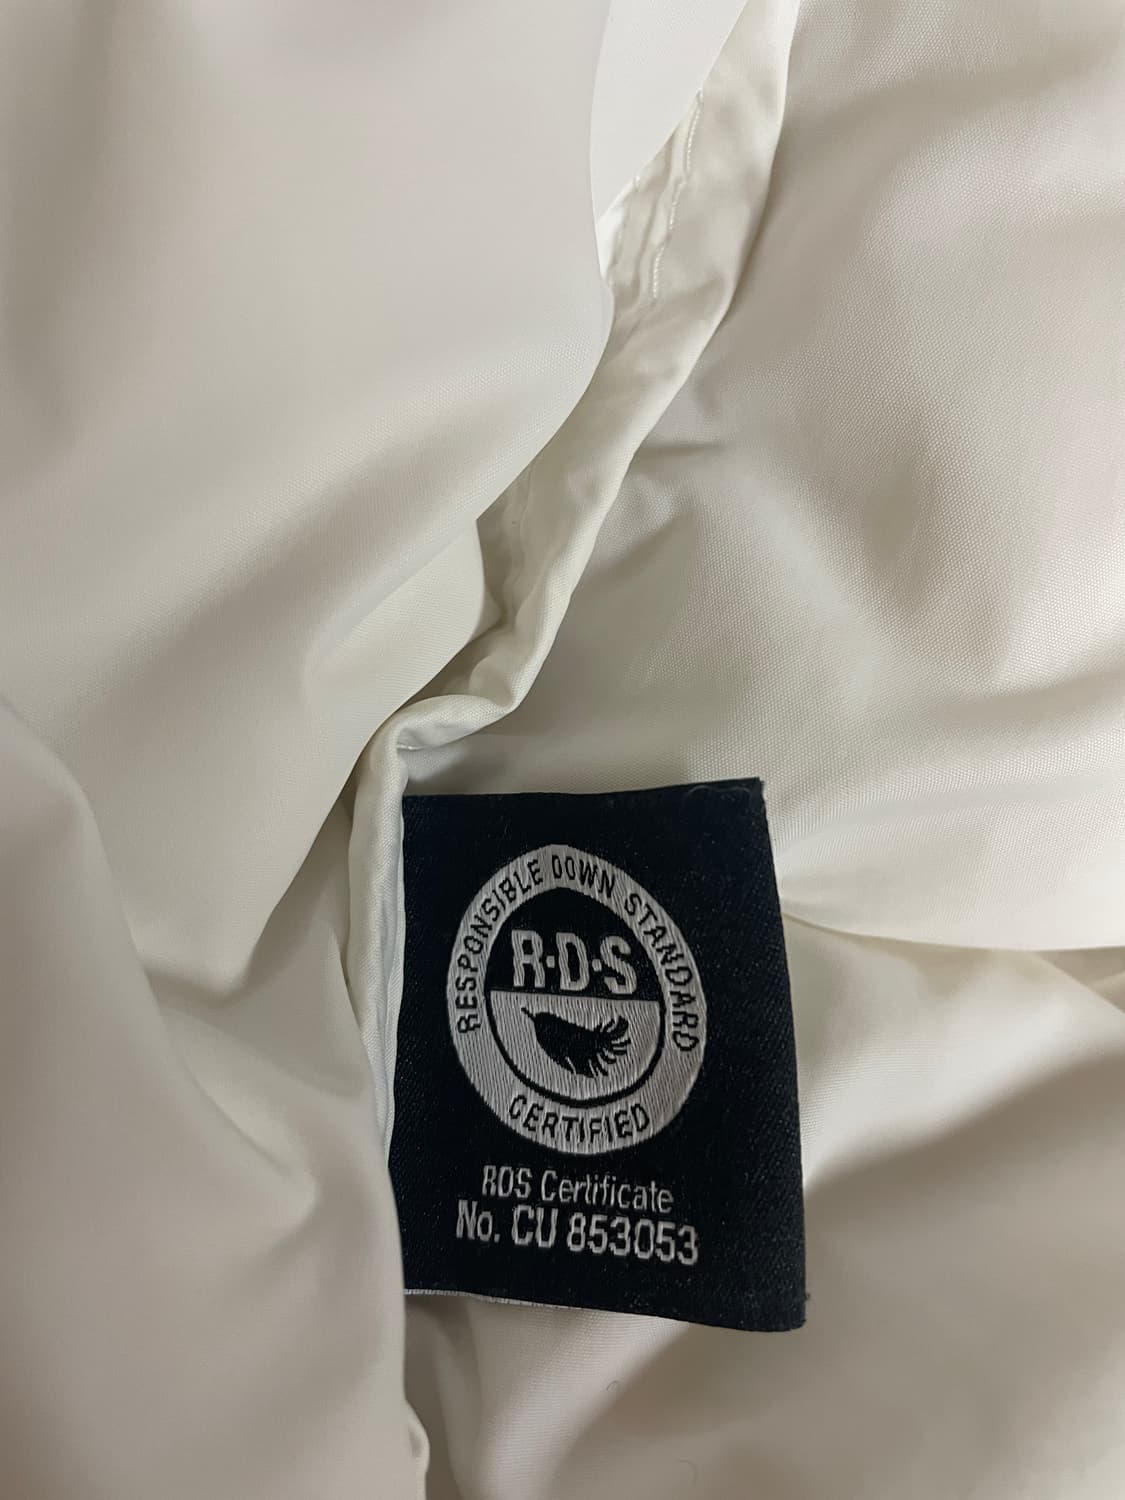 RESPONSIBLE DOWN STANDARD
R·D·S
CERTIFIED
RDS Certificate
No. CU 853053